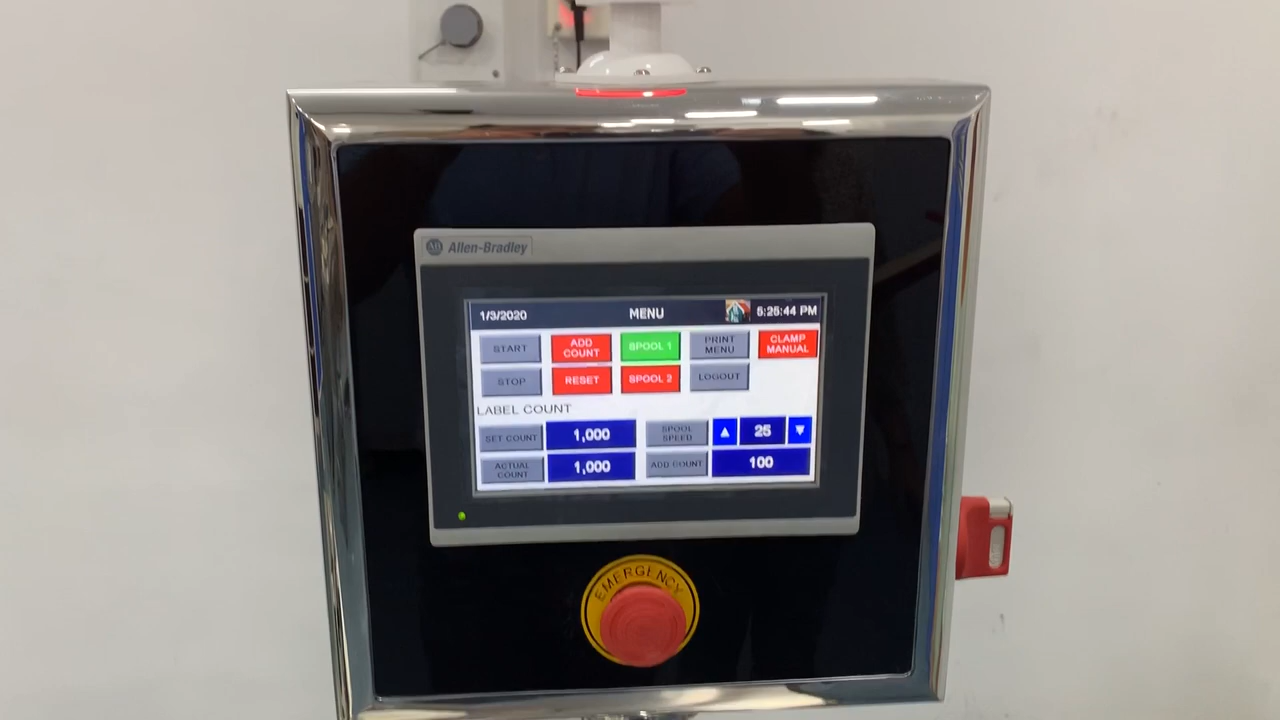 AB Allen-Bradley
1/3/2020 MENU 5:25:44 PM
START ADD COUNT SPOOL 1 PRINT MENU CLAMP MANUAL
STOP RESET SPOOL 2 LOGOUT
LABEL COUNT
SET COUNT 1,000 SPOOL SPEED 25
ACTUAL COUNT 1,000 ADD COUNT 100
EMERGENCY